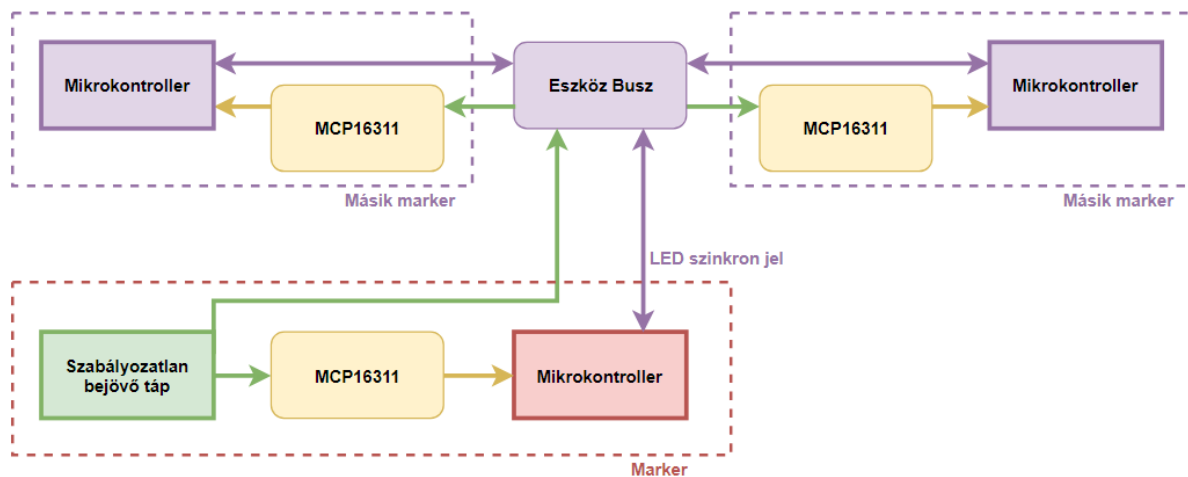 Mikrokontroller
Eszköz Busz
Mikrokontroller
MCP16311
MCP16311
Másik marker
Másik marker
LED szinkron jel
Szabályozatlan
bejövő táp
MCP16311
Mikrokontroller
Marker